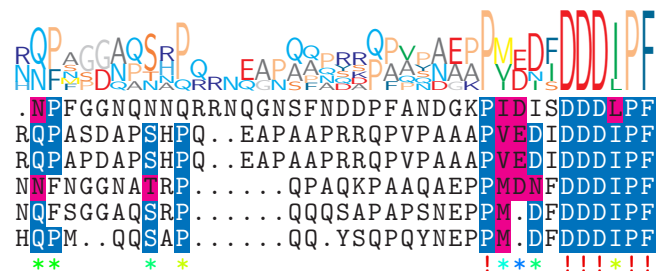 .NPFGGNQNNQRRNQGNSFNDDPFANDGKPIDISDDDLPF
RQPASDAPSHPQ..EAPAAPRRQPVPAAAPVEDIDDDIPF
RQPAPDAPSHPQ..EAPAAPRRQPVPAAAPVEDIDDDIPF
NNFNGGNATRP......QPAQKPAAQAEPPMDNFDDDIPF
NQFSGGAQSRP......QQQSAPAPSNEPPM.DFDDDIPF
HQPM..QQSAP......QQ.YSQPQYNEPPM.DFDDDIPF
** * * !*** !!!*!!